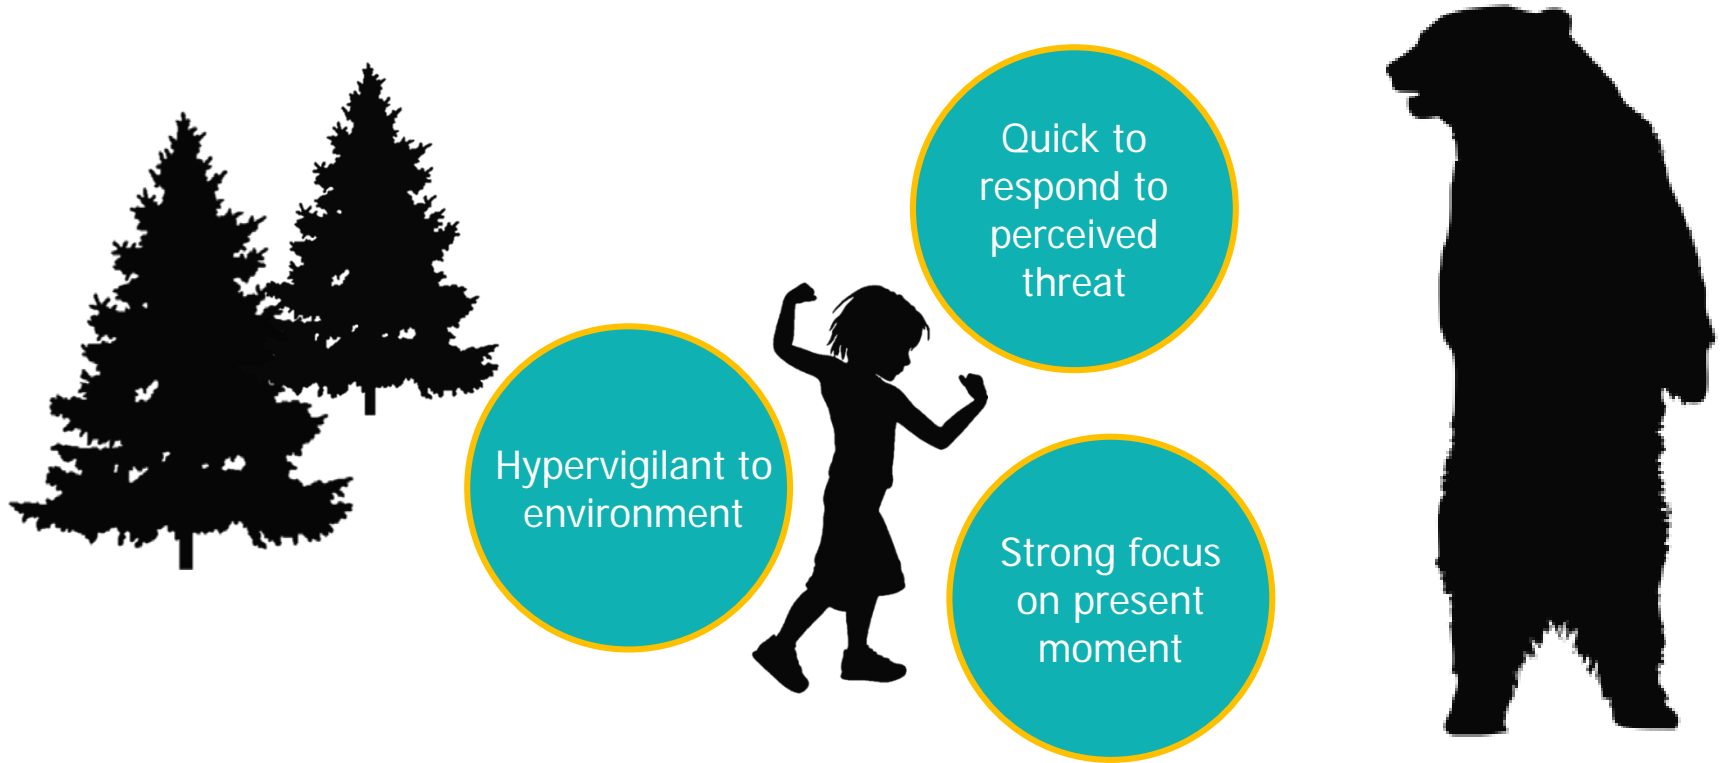 Quick to
respond to
perceived
threat
Hypervigilant to
environment
Strong focus
on present
moment